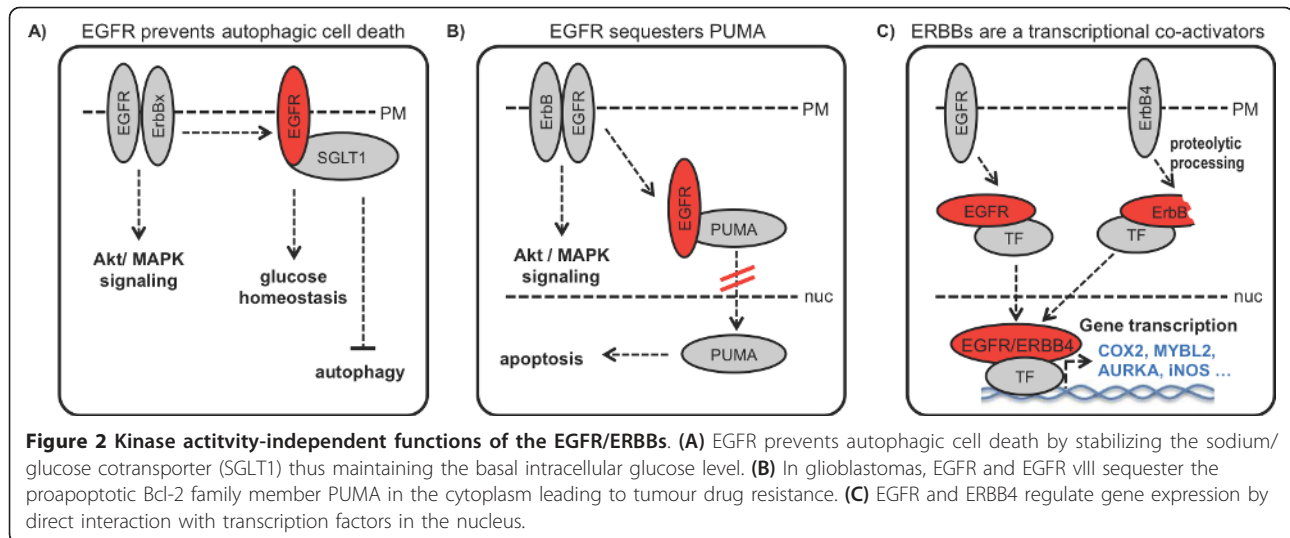 A) EGFR prevents autophagic cell death
EGFR
ErbBx
EGFR
SGLT1
PM
Akt/ MAPK
signaling
glucose
homeostasis
autophagy
B) EGFR sequesters PUMA
ErbB
EGFR
PM
EGFR
PUMA
Akt / MAPK
signaling
nuc
apoptosis
PUMA
C) ERBBs are a transcriptional co-activators
EGFR
ErbB4
PM
proteolytic
processing
EGFR
TF
ErbB
TF
nuc
EGFR/ERBB4
TF
Gene transcription
COX2, MYBL2,
AURKA, iNOS ...
Figure 2 Kinase actitvity-independent functions of the EGFR/ERBBs. (A) EGFR prevents autophagic cell death by stabilizing the sodium/
glucose cotransporter (SGLT1) thus maintaining the basal intracellular glucose level. (B) In glioblastomas, EGFR and EGFR vIII sequester the
proapoptotic Bcl-2 family member PUMA in the cytoplasm leading to tumour drug resistance. (C) EGFR and ERBB4 regulate gene expression by
direct interaction with transcription factors in the nucleus.